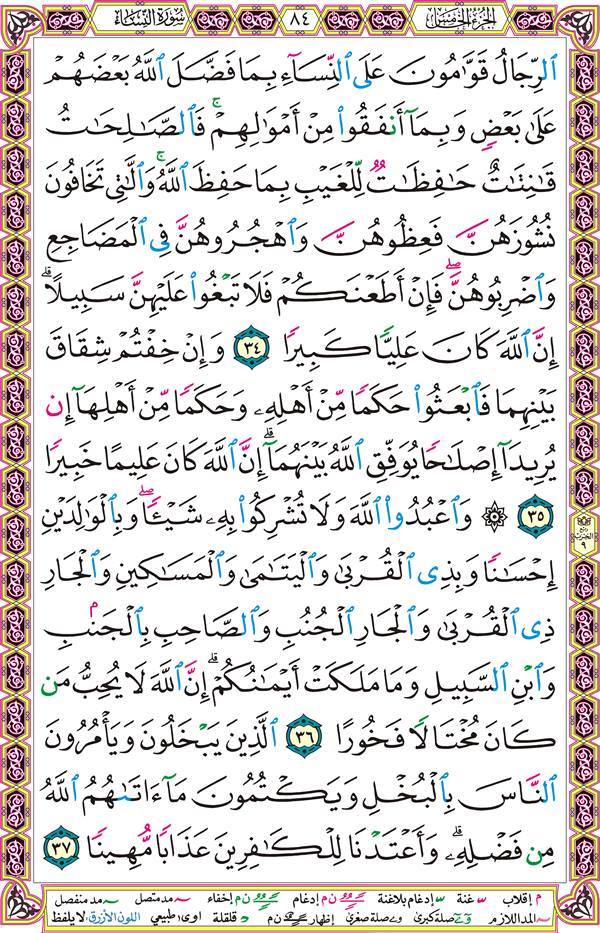 الجزء الخامس ٨٤ سورة النساء
ٱلرِّجَالُ قَوَّٰمُونَ عَلَى ٱلنِّسَآءِ بِمَا فَضَّلَ ٱللَّهُ بَعْضَهُمْ
عَلَىٰ بَعْضٍ وَبِمَآ أَنفَقُوا۟ مِنْ أَمْوَٰلِهِمْ ۚ فَٱلصَّٰلِحَٰتُ
قَٰنِتَٰتٌ حَٰفِظَٰتٌ لِّلْغَيْبِ بِمَا حَفِظَ ٱللَّهُ ۚ وَٱلَّٰتِى تَخَافُونَ
نُشُوزَهُنَّ فَعِظُوهُنَّ وَٱهْجُرُوهُنَّ فِى ٱلْمَضَاجِعِ
وَٱضْرِبُوهُنَّ ۖ فَإِنْ أَطَعْنَكُمْ فَلَا تَبْغُوا۟ عَلَيْهِنَّ سَبِيلًا ۗ
إِنَّ ٱللَّهَ كَانَ عَلِيًّا كَبِيرًا ٣٤ وَإِنْ خِفْتُمْ شِقَاقَ
بَيْنِهِمَا فَٱبْعَثُوا۟ حَكَمًا مِّنْ أَهْلِهِۦ وَحَكَمًا مِّنْ أَهْلِهَآ إِن
يُرِيدَآ إِصْلَٰحًا يُوَفِّقِ ٱللَّهُ بَيْنَهُمَآ ۗ إِنَّ ٱللَّهَ كَانَ عَلِيمًا خَبِيرًا
٣٥ ۞ وَٱعْبُدُوا۟ ٱللَّهَ وَلَا تُشْرِكُوا۟ بِهِۦ شَيْـًٔا ۖ وَبِٱلْوَٰلِدَيْنِ
إِحْسَٰنًا وَبِذِى ٱلْقُرْبَىٰ وَٱلْيَتَٰمَىٰ وَٱلْمَسَٰكِينِ وَٱلْجَارِ
ذِى ٱلْقُرْبَىٰ وَٱلْجَارِ ٱلْجُنُبِ وَٱلصَّاحِبِ بِٱلْجَنۢبِ
وَٱبْنِ ٱلسَّبِيلِ وَمَا مَلَكَتْ أَيْمَٰنُكُمْ ۗ إِنَّ ٱللَّهَ لَا يُحِبُّ مَن
كَانَ مُخْتَالًا فَخُورًا ٣٦ ٱلَّذِينَ يَبْخَلُونَ وَيَأْمُرُونَ
ٱلنَّاسَ بِٱلْبُخْلِ وَيَكْتُمُونَ مَآ ءَاتَىٰهُمُ ٱللَّهُ
مِن فَضْلِهِۦ ۗ وَأَعْتَدْنَا لِلْكَٰفِرِينَ عَذَابًا مُّهِينًا ٣٧
ربع الحزب ٩
م إقلاب غنة إدغام بلاغنة ن م إدغام ن م إخفاء مد متصل مد منفصل
المد اللازم صلة كبرى صلة صغرى إظهار ن م قلقلة اوى طبيعي اللون الأزرق لا يلفظ